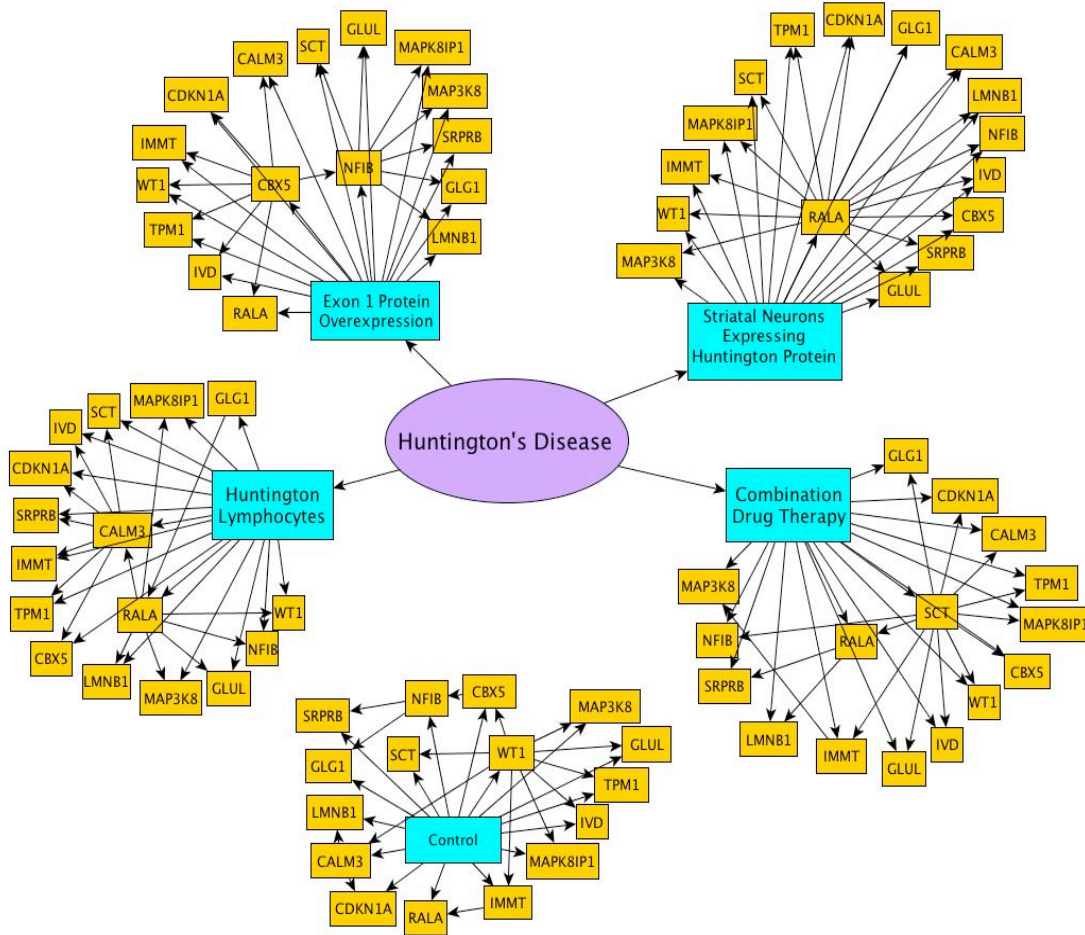 GLUL
SCT
MAPK8IP1
CALM3
MAP3K8
CDKN1A
SRPRB
IMMT
NFIB
CBX5
WT1
GLG1
TPM1
LMNB1
IVD
RALA
Exon 1 Protein
Overexpression
CDKN1A
TPM1
GLG1
CALM3
SCT
LMNB1
MAPK8IP1
NFIB
IMMT
IVD
WT1
RALA
CBX5
MAP3K8
SRPRB
GLUL
Striatal Neurons
Expressing
Huntington Protein
Huntington's Disease
MAPK8IP1
GLG1
SCT
IVD
CDKN1A
Huntington
Lymphocytes
SRPRB
CALM3
IMMT
TPM1
RALA
WT1
NFIB
CBX5
LMNB1
GLUL
MAP3K8
Combination
Drug Therapy
GLG1
CDKN1A
CALM3
MAP3K8
TPM1
SCT
MAPK8IP1
NFIB
RALA
CBX5
SRPRB
WT1
LMNB1
IMMT
IVD
GLUL
CBX5
NFIB
MAP3K8
SRPRB
GLUL
WT1
SCT
GLG1
TPM1
LMNB1
IVD
Control
CALM3
MAPK8IP1
IMMT
CDKN1A
RALA